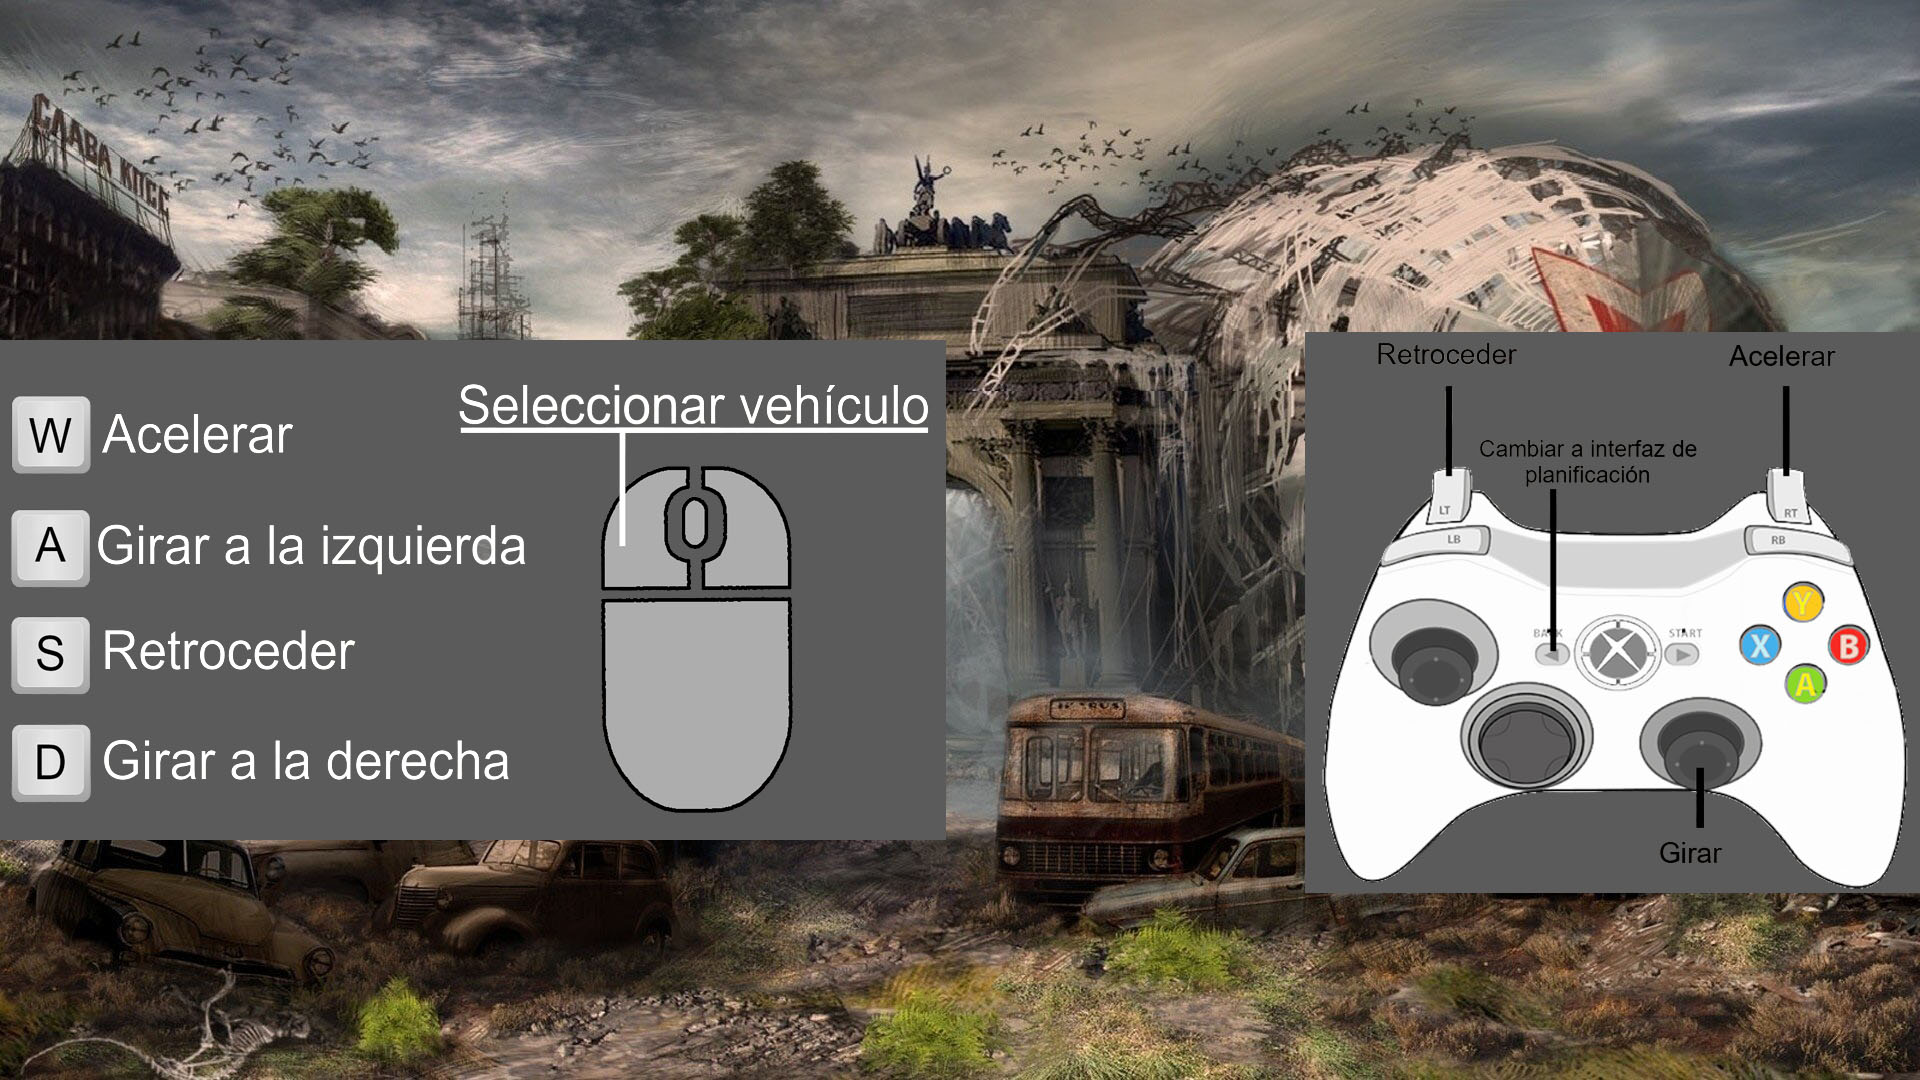 СЛАВА КПСС
W Acelerar
A Girar a la izquierda
S Retroceder
D Girar a la derecha
Seleccionar vehículo
Retroceder
Acelerar
Cambiar a interfaz de
planificación
LT
RT
LB
RB
BACK
START
Y
X
B
A
Girar